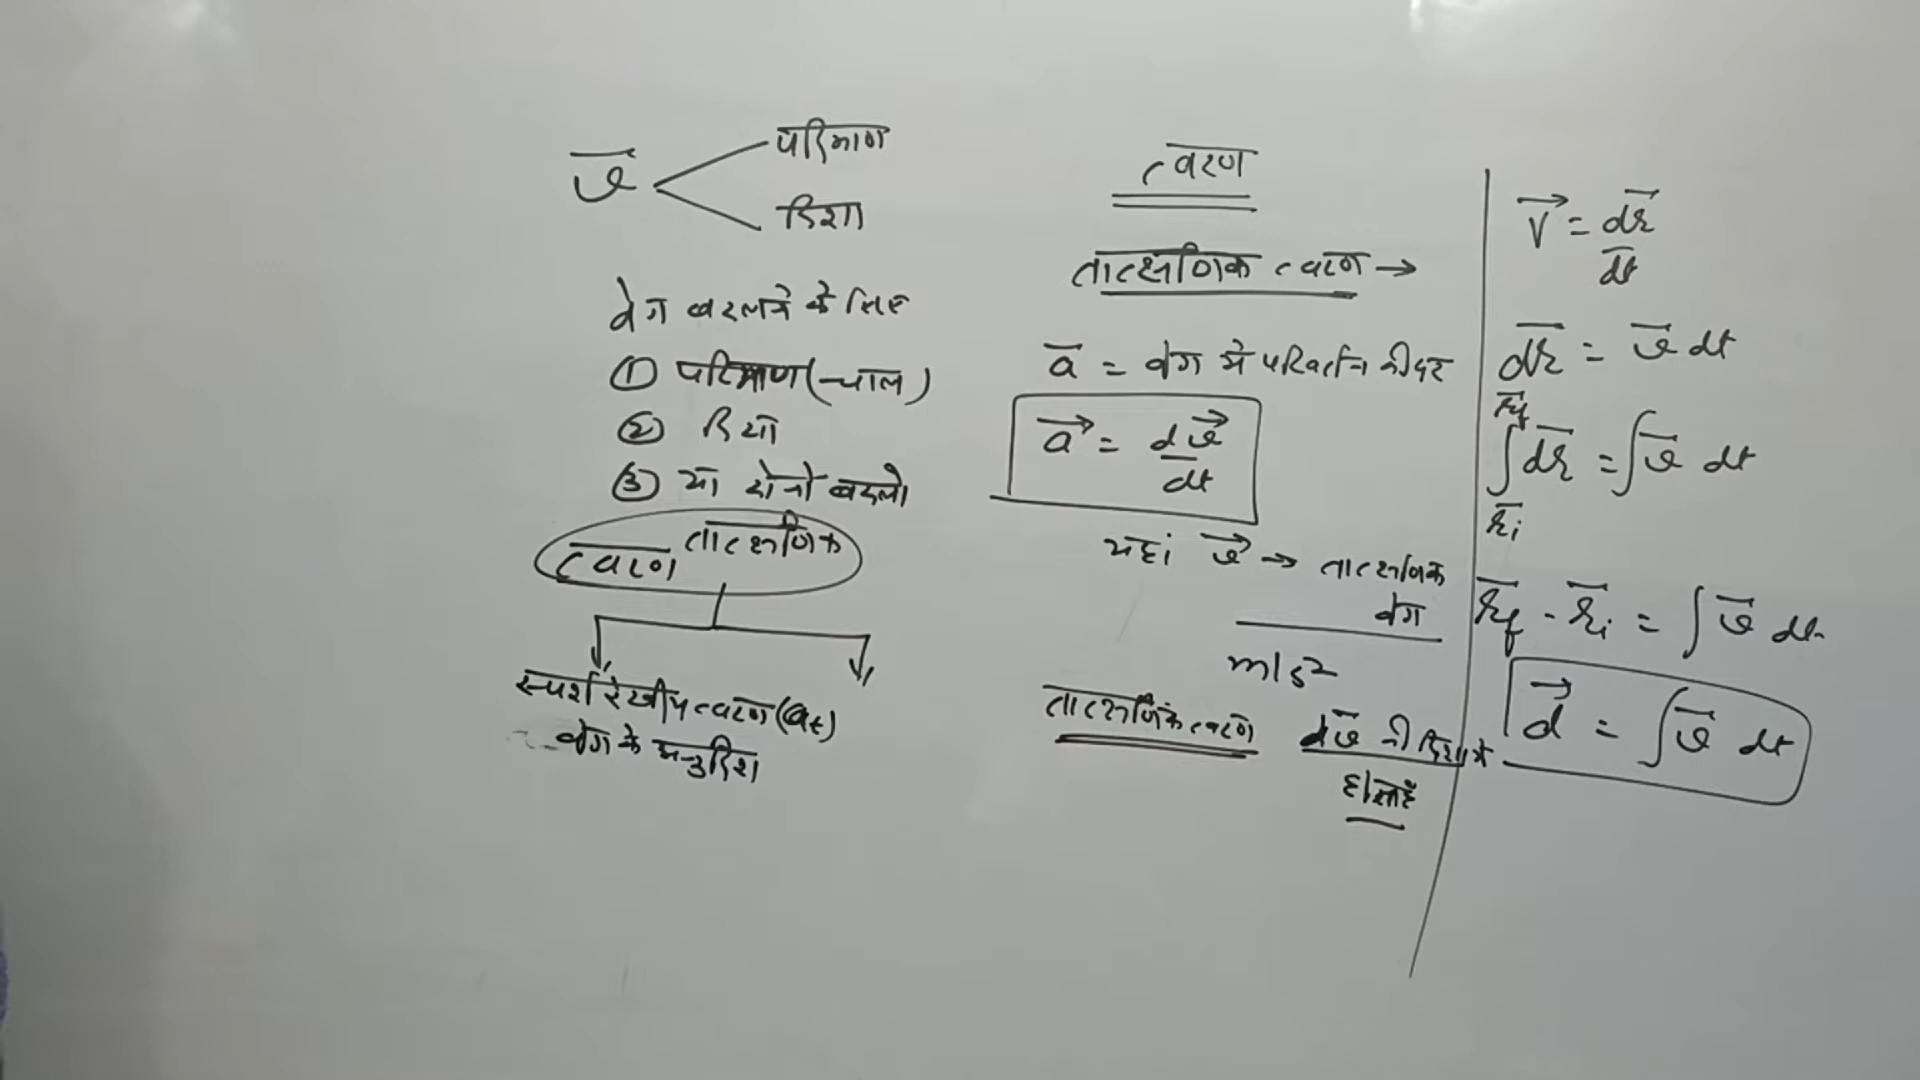 v⃗
परिमाण
दिशा
वेग बदलने के लिए
① परिमाण (चाल)
② दिशा
③ या दोनो बदले
त्वरण तात्क्षणिक
स्पर्श रेखीय त्वरण (at)
वेग के अनुदिश
त्वरण
तात्क्षणिक त्वरण →
a⃗ = वेग मे परिवर्तन की दर
a⃗ = dv⃗/dt
यहां v⃗ → तात्क्षणिक
वेग
m/s²
तात्क्षणिक त्वरण dv⃗ की दिशा मे
होता है
V⃗ = dr⃗/dt
dr⃗ = v⃗ dt
∫ dr⃗ = ∫ v⃗ dt
r⃗f
r⃗i
r⃗f - r⃗i = ∫ v⃗ dt
d⃗ = ∫ v⃗ dt